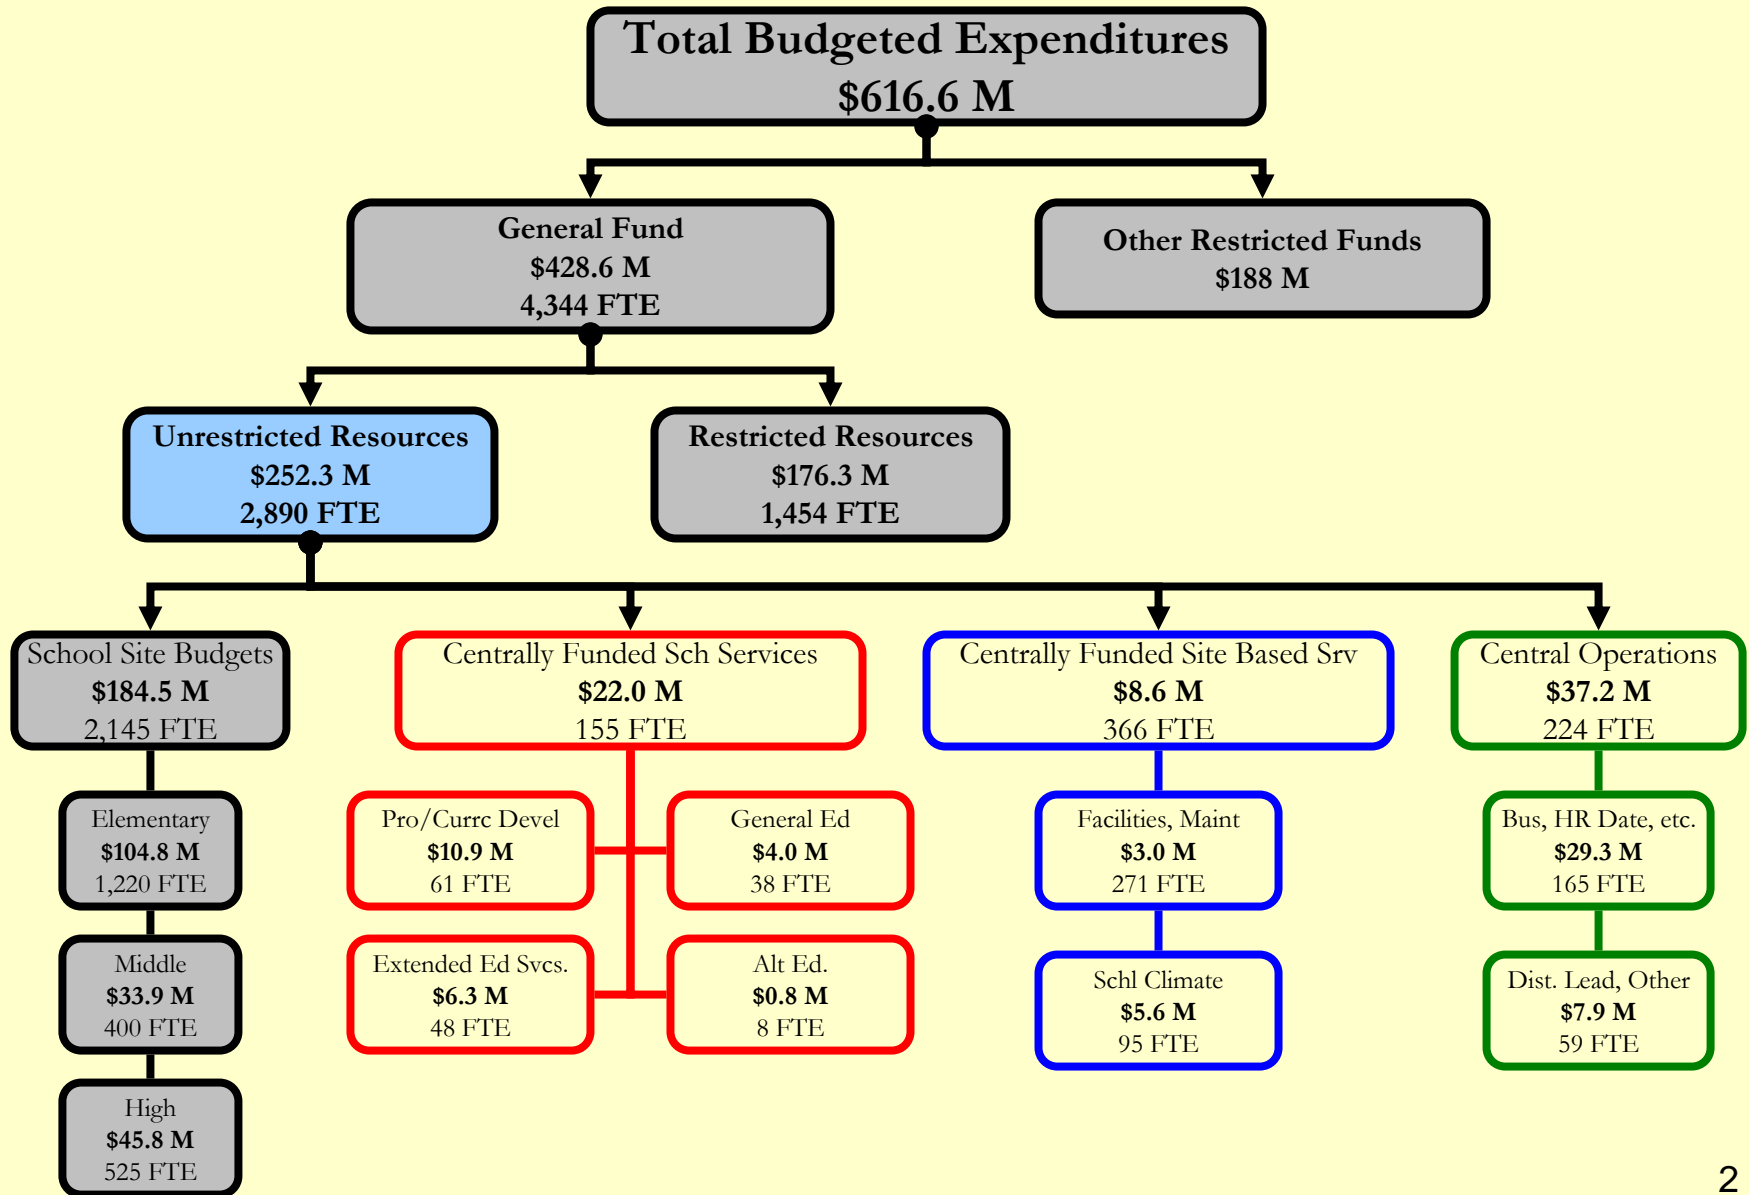 Total Budgeted Expenditures
$616.6 M
General Fund
$428.6 M
4,344 FTE
Other Restricted Funds
$188 M
Unrestricted Resources
$252.3 M
2,890 FTE
Restricted Resources
$176.3 M
1,454 FTE
School Site Budgets
$184.5 M
2,145 FTE
Centrally Funded Sch Services
$22.0 M
155 FTE
Centrally Funded Site Based Srv
$8.6 M
366 FTE
Central Operations
$37.2 M
224 FTE
Elementary
$104.8 M
1,220 FTE
Middle
$33.9 M
400 FTE
High
$45.8 M
525 FTE
Pro/Currc Devel
$10.9 M
61 FTE
General Ed
$4.0 M
38 FTE
Extended Ed Svcs.
$6.3 M
48 FTE
Alt Ed.
$0.8 M
8 FTE
Facilities, Maint
$3.0 M
271 FTE
Schl Climate
$5.6 M
95 FTE
Bus, HR Date, etc.
$29.3 M
165 FTE
Dist. Lead, Other
$7.9 M
59 FTE
2